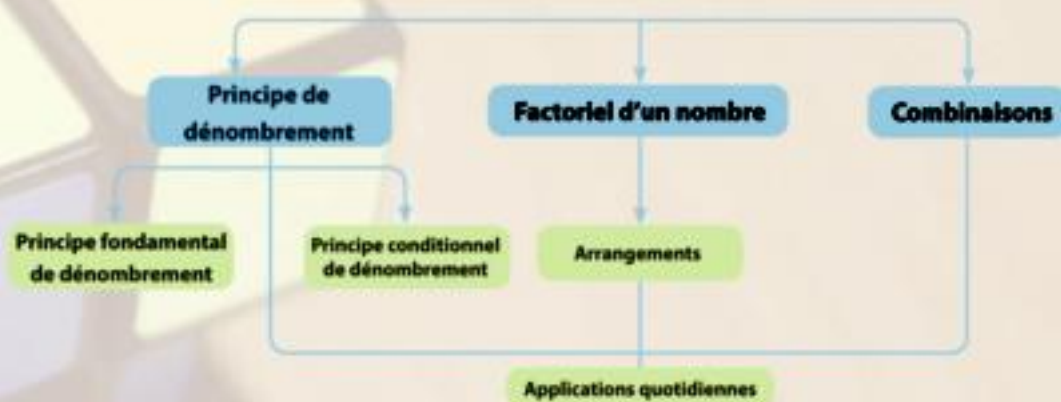 Principe de
dénombrement
Factoriel d'un nombre
Combinaisons
Principe fondamental
de dénombrement
Principe conditionnel
de dénombrement
Arrangements
Applications quotidiennes